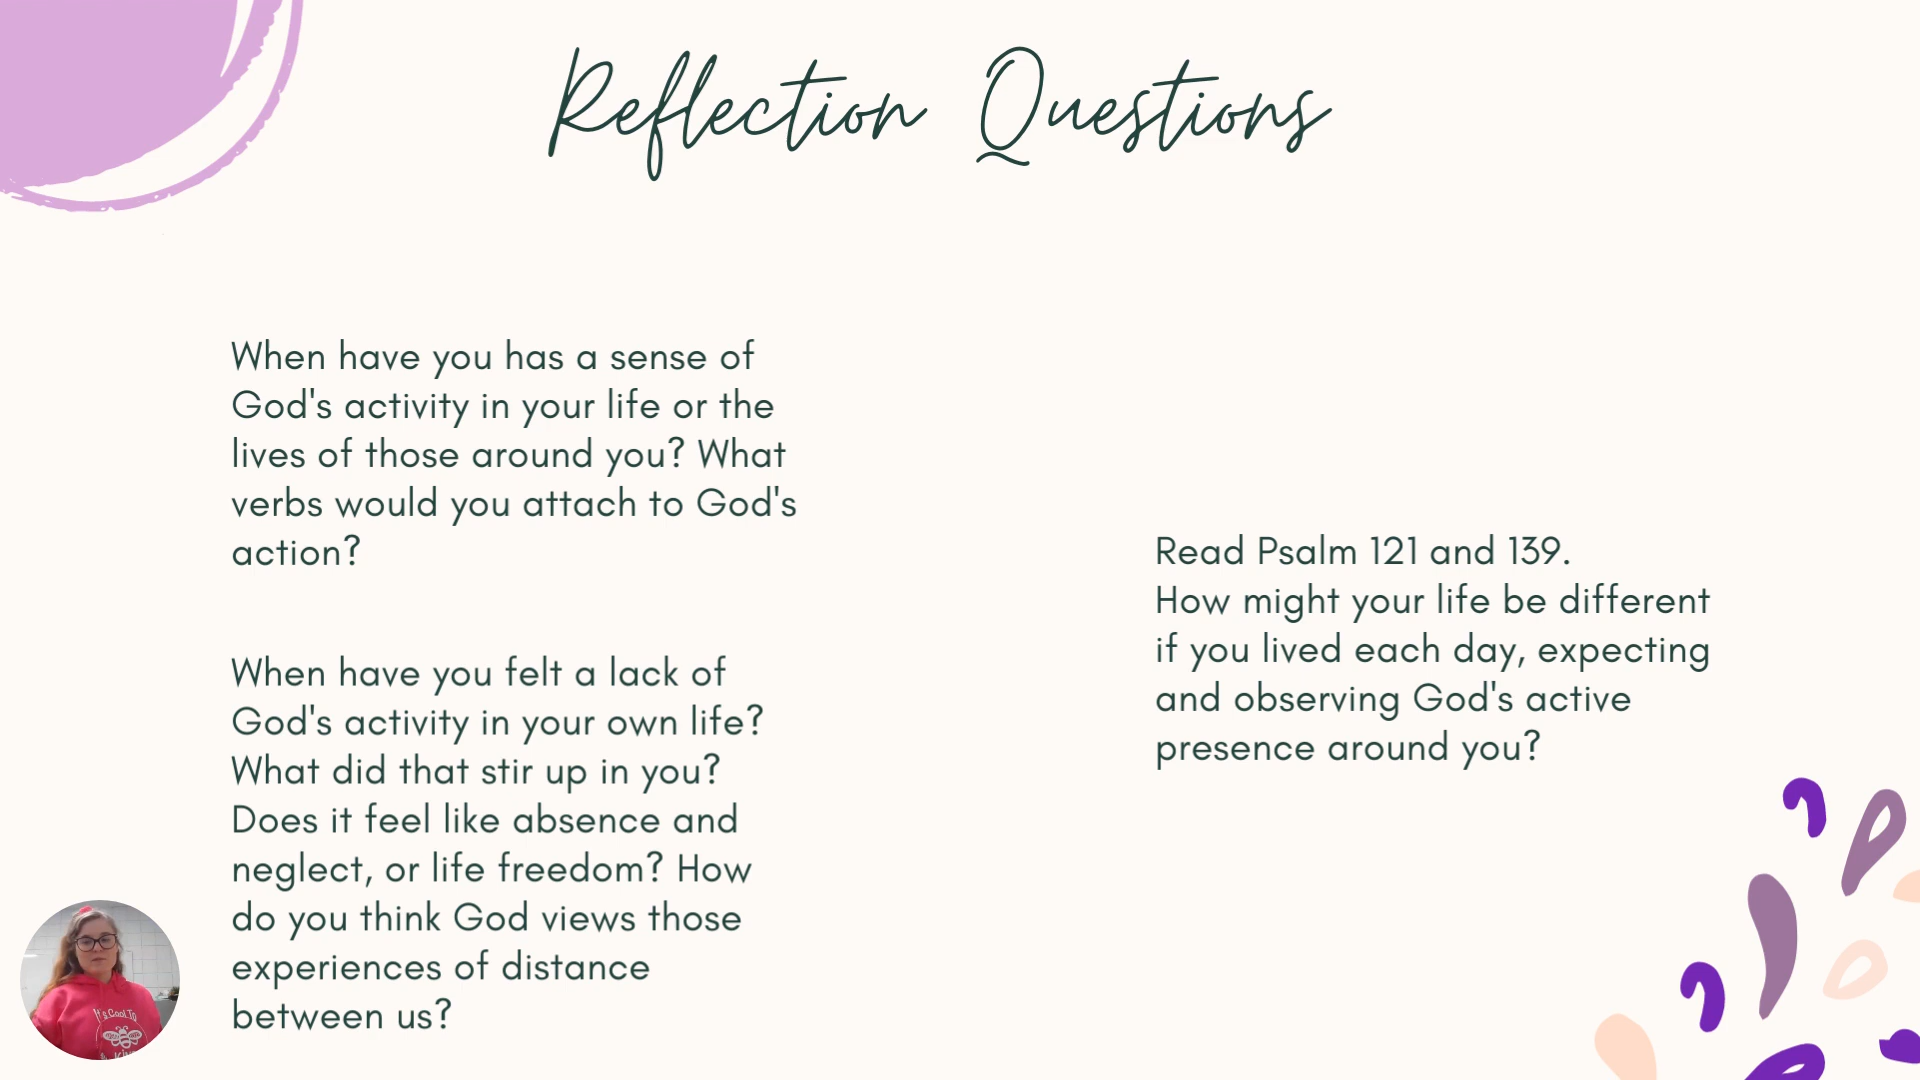 Reflection Questions
When have you has a sense of
God's activity in your life or the
lives of those around you? What
verbs would you attach to God's
action?
When have you felt a lack of
God's activity in your own life?
What did that stir up in you?
Does it feel like absence and
neglect, or life freedom? How
do you think God views those
experiences of distance
between us?
Read Psalm 121 and 139.
How might your life be different
if you lived each day, expecting
and observing God's active
presence around you?
It's Cool To